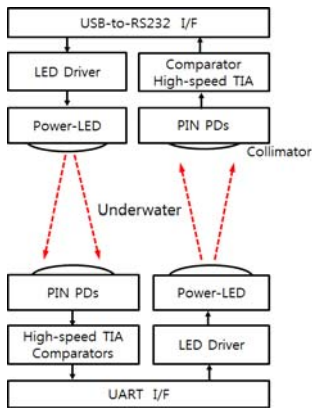 USB-to-RS232 I/F
LED Driver
Comparator
High-speed TIA
Power-LED
PIN PDs
Collimator
Underwater
PIN PDs
Power-LED
High-speed TIA
Comparators
LED Driver
UART I/F